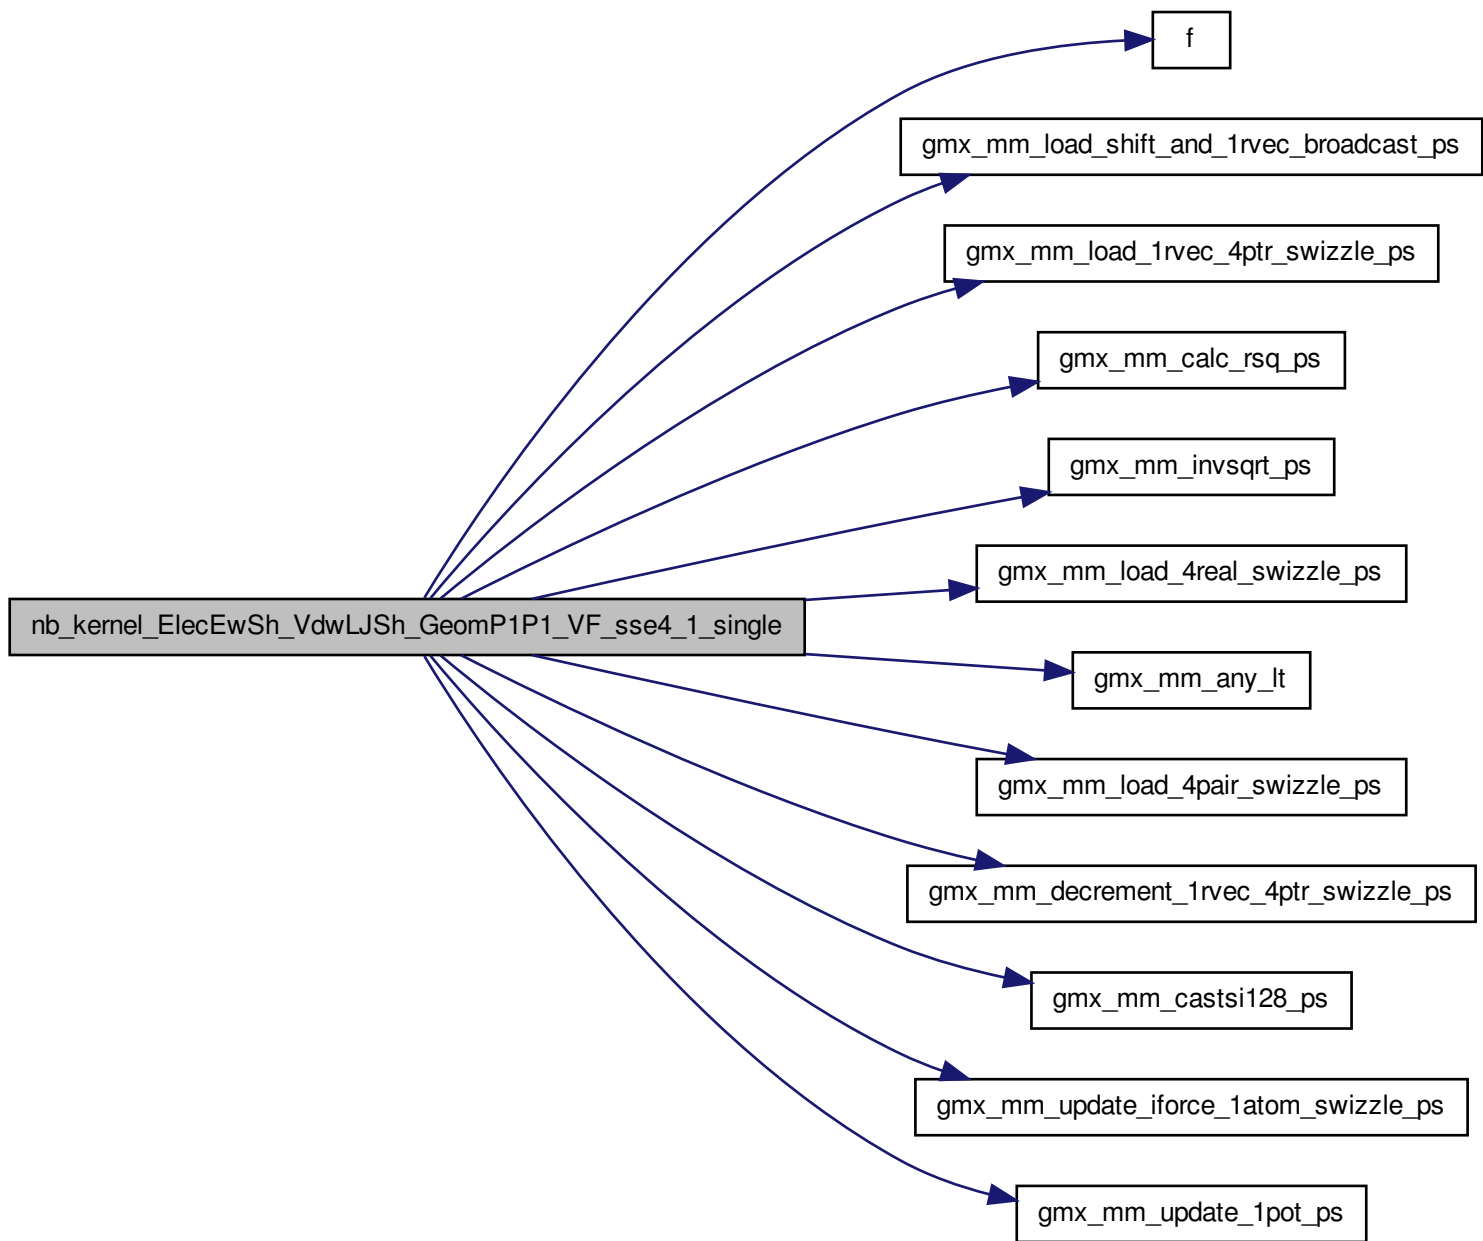 f
gmx_mm_load_shift_and_1rvec_broadcast_ps
gmx_mm_load_1rvec_4ptr_swizzle_ps
gmx_mm_calc_rsq_ps
gmx_mm_invsqrt_ps
gmx_mm_load_4real_swizzle_ps
nb_kernel_ElecEwSh_VdwLJSh_GeomP1P1_VF_sse4_1_single
gmx_mm_any_lt
gmx_mm_load_4pair_swizzle_ps
gmx_mm_decrement_1rvec_4ptr_swizzle_ps
gmx_mm_castsi128_ps
gmx_mm_update_iforce_1atom_swizzle_ps
gmx_mm_update_1pot_ps